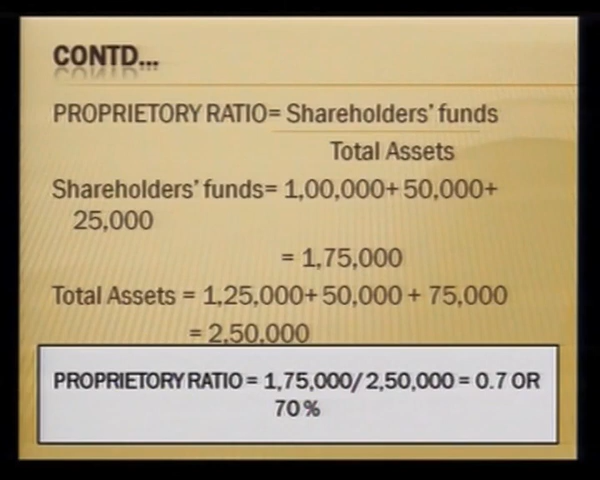 CONTD...
PROPRIETORY RATIO= Shareholders' funds
Total Assets
Shareholders' funds= 1,00,000+ 50,000+
25,000
= 1,75,000
Total Assets = 1,25,000+ 50,000 + 75,000
= 2,50,000
PROPRIETORY RATIO = 1,75,000/ 2,50,000 = 0.7 OR
70 %